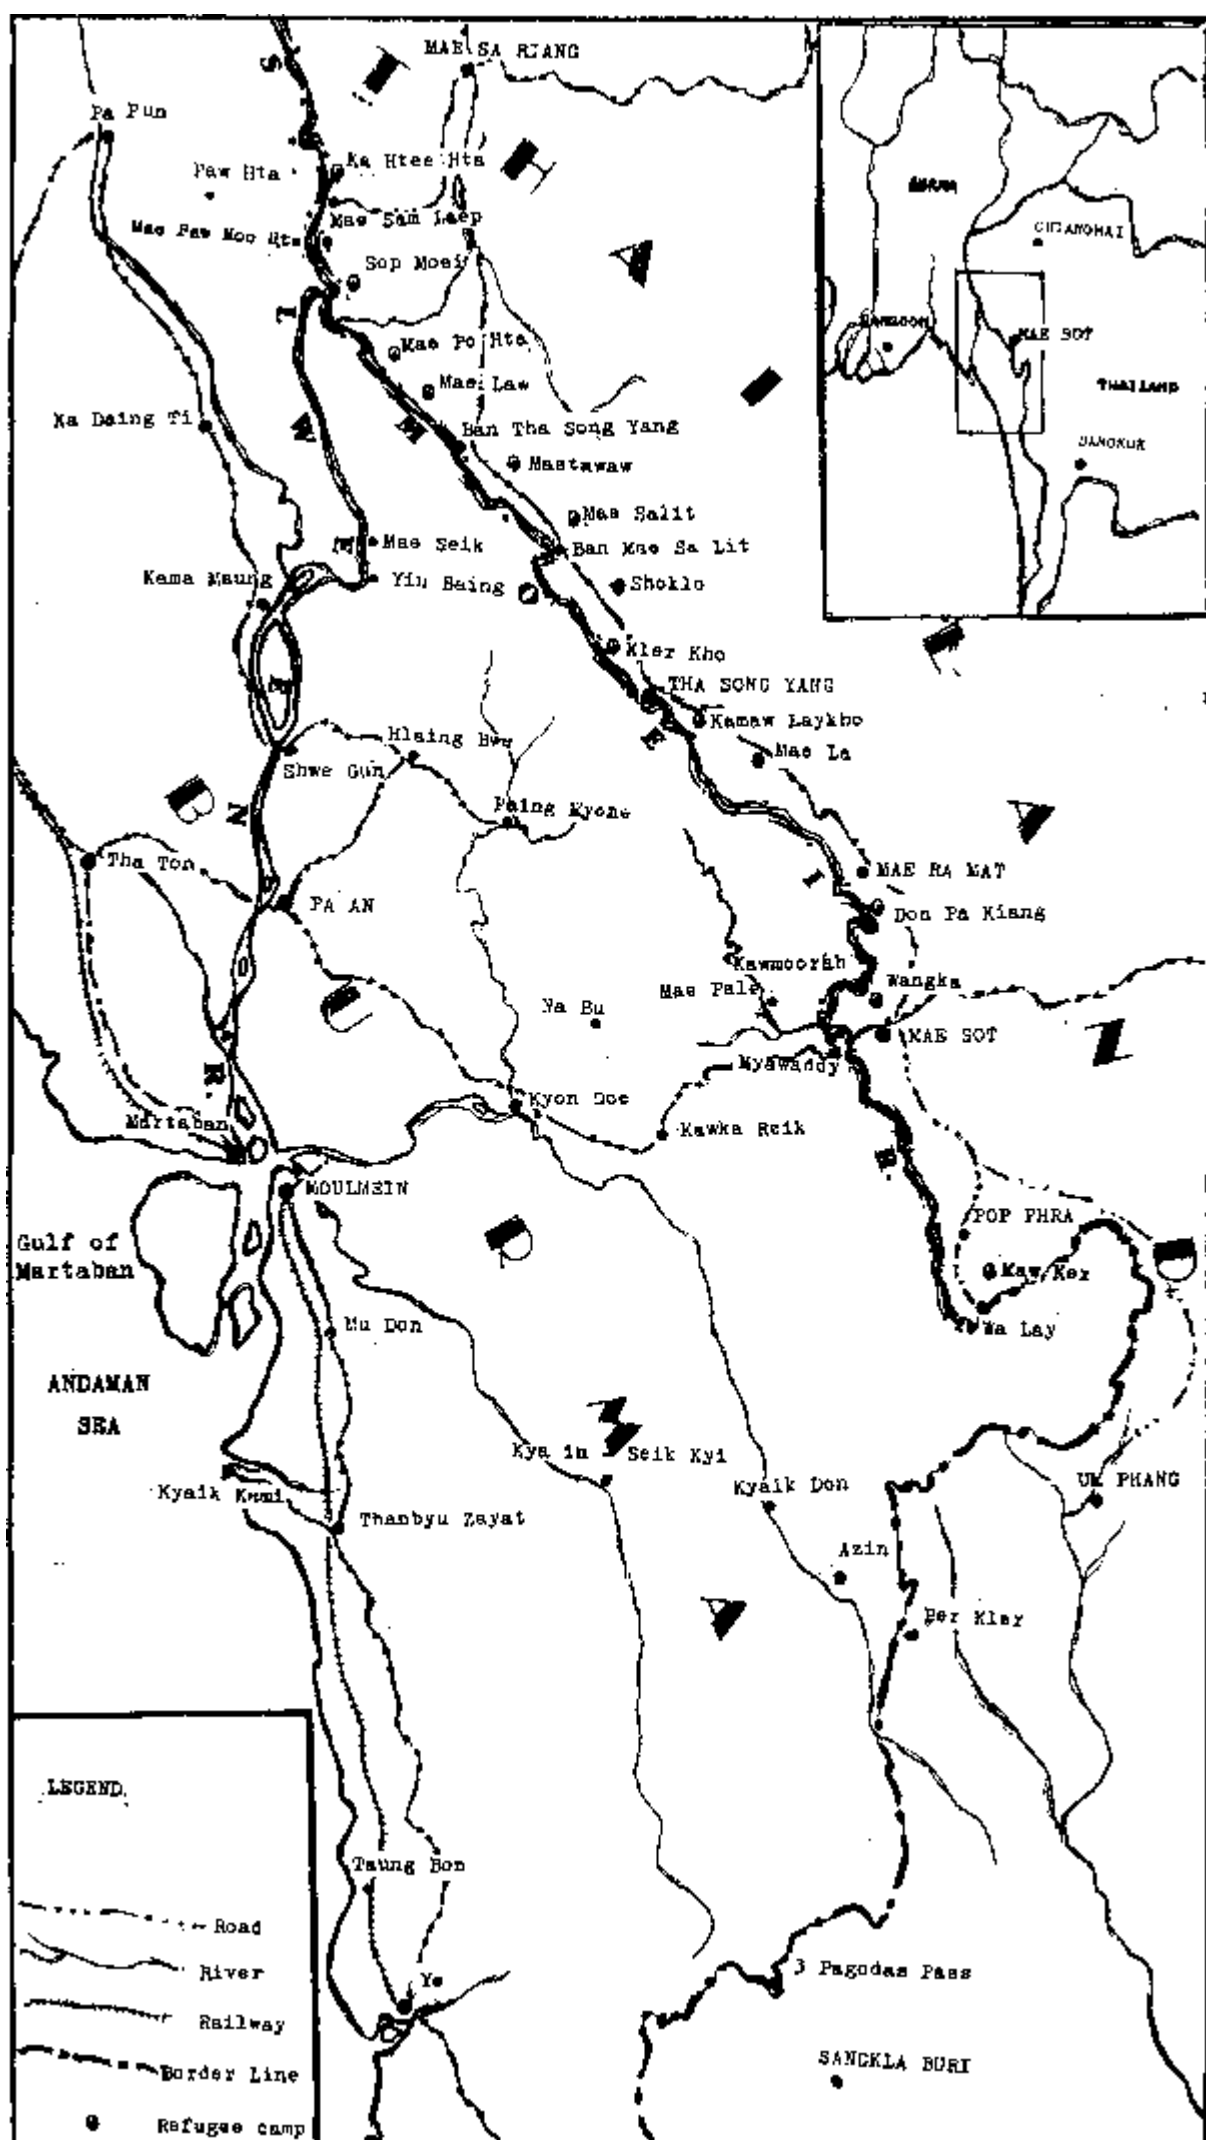 MAE SA RIANG
Pa Pun
Ka Htee Hta
Paw Hta
Mae Sam Laep
Mae Paw Moo Hta
Sop Moei
Mae Po Hta
Mae Law
Ka Daing Ti
Ban Tha Song Yang
Mastawaw
Mae Salit
Ban Mae Sa Lit
Mae Seik
Kama Maung
Yin Baing
Shoklo
Kler Kho
THA SONG YANG
Kamaw Laykho
Mae La
Hlaing Bwe
Shwe Gun
Paing Kyone
Tha Ton
MAE RA MAT
PA AN
Don Pa Kiang
Kawmoorah
Wangka
Mae Pale
Na Bu
MAE SOT
Myawaddy
Kyon Doe
Kawka Reik
Martaban
MOULMEIN
Gulf of
Martaban
POP PHRA
Kaw Ker
Wa Lay
Mu Don
ANDAMAN
SEA
Kya in Seik Kyi
Kyaik Don
UM PHANG
Kyaik Kami
Thanbyu Zayat
Azin
Ber Kler
Taung Bon
Ye
3 Pagodas Pass
SANGKLA BURI
S
L
W
E
E
N
R.
M
O
E
I
R.
T
H
A
I
L
A
N
D
B
U
R
M
A
BURMA
CHIANGMAI
RANGOON
MAE SOT
THAILAND
BANGKOK
LEGEND
Road
River
Railway
Border Line
Refugee camp